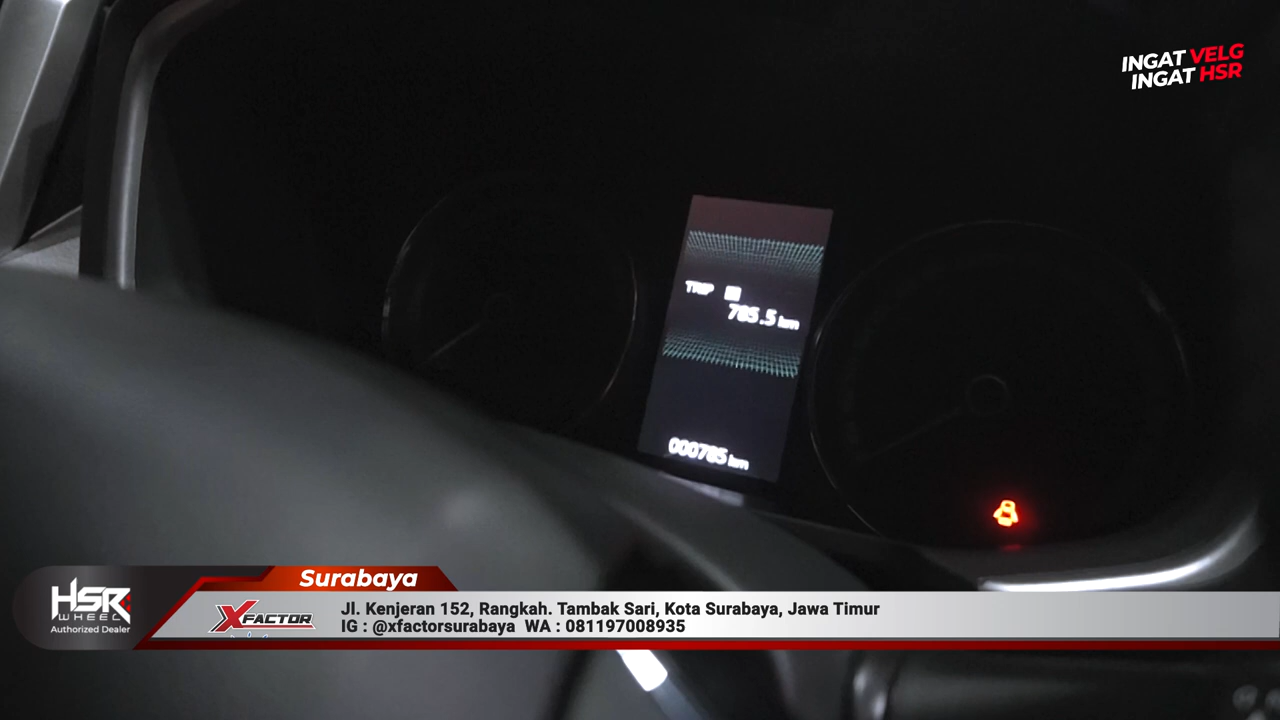 INGAT VELG
INGAT HSR
TRIP
785.5 km
000785 km
Surabaya
HSR
WHEEL
Authorized Dealer
XFACTOR
Jl. Kenjeran 152, Rangkah. Tambak Sari, Kota Surabaya, Jawa Timur
IG : @xfactorsurabaya WA : 081197008935